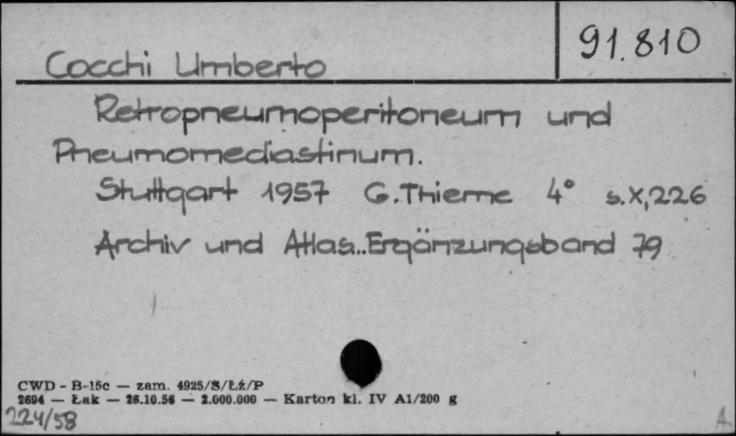 91.810
Cocchi Umberto
Retropneumoperitoneum und
Pneumomediastinum.
Stuttgart 1957 G. Thieme 4° s. X, 226
Archiv und Atlas.. Ergänzungsband 79
CWD - B-15c — zam. 4925/S/Łź/P
2694 — Łak — 26.10.56 — 2.000.000 — Karton kl. IV A1/200 g
224/58
A